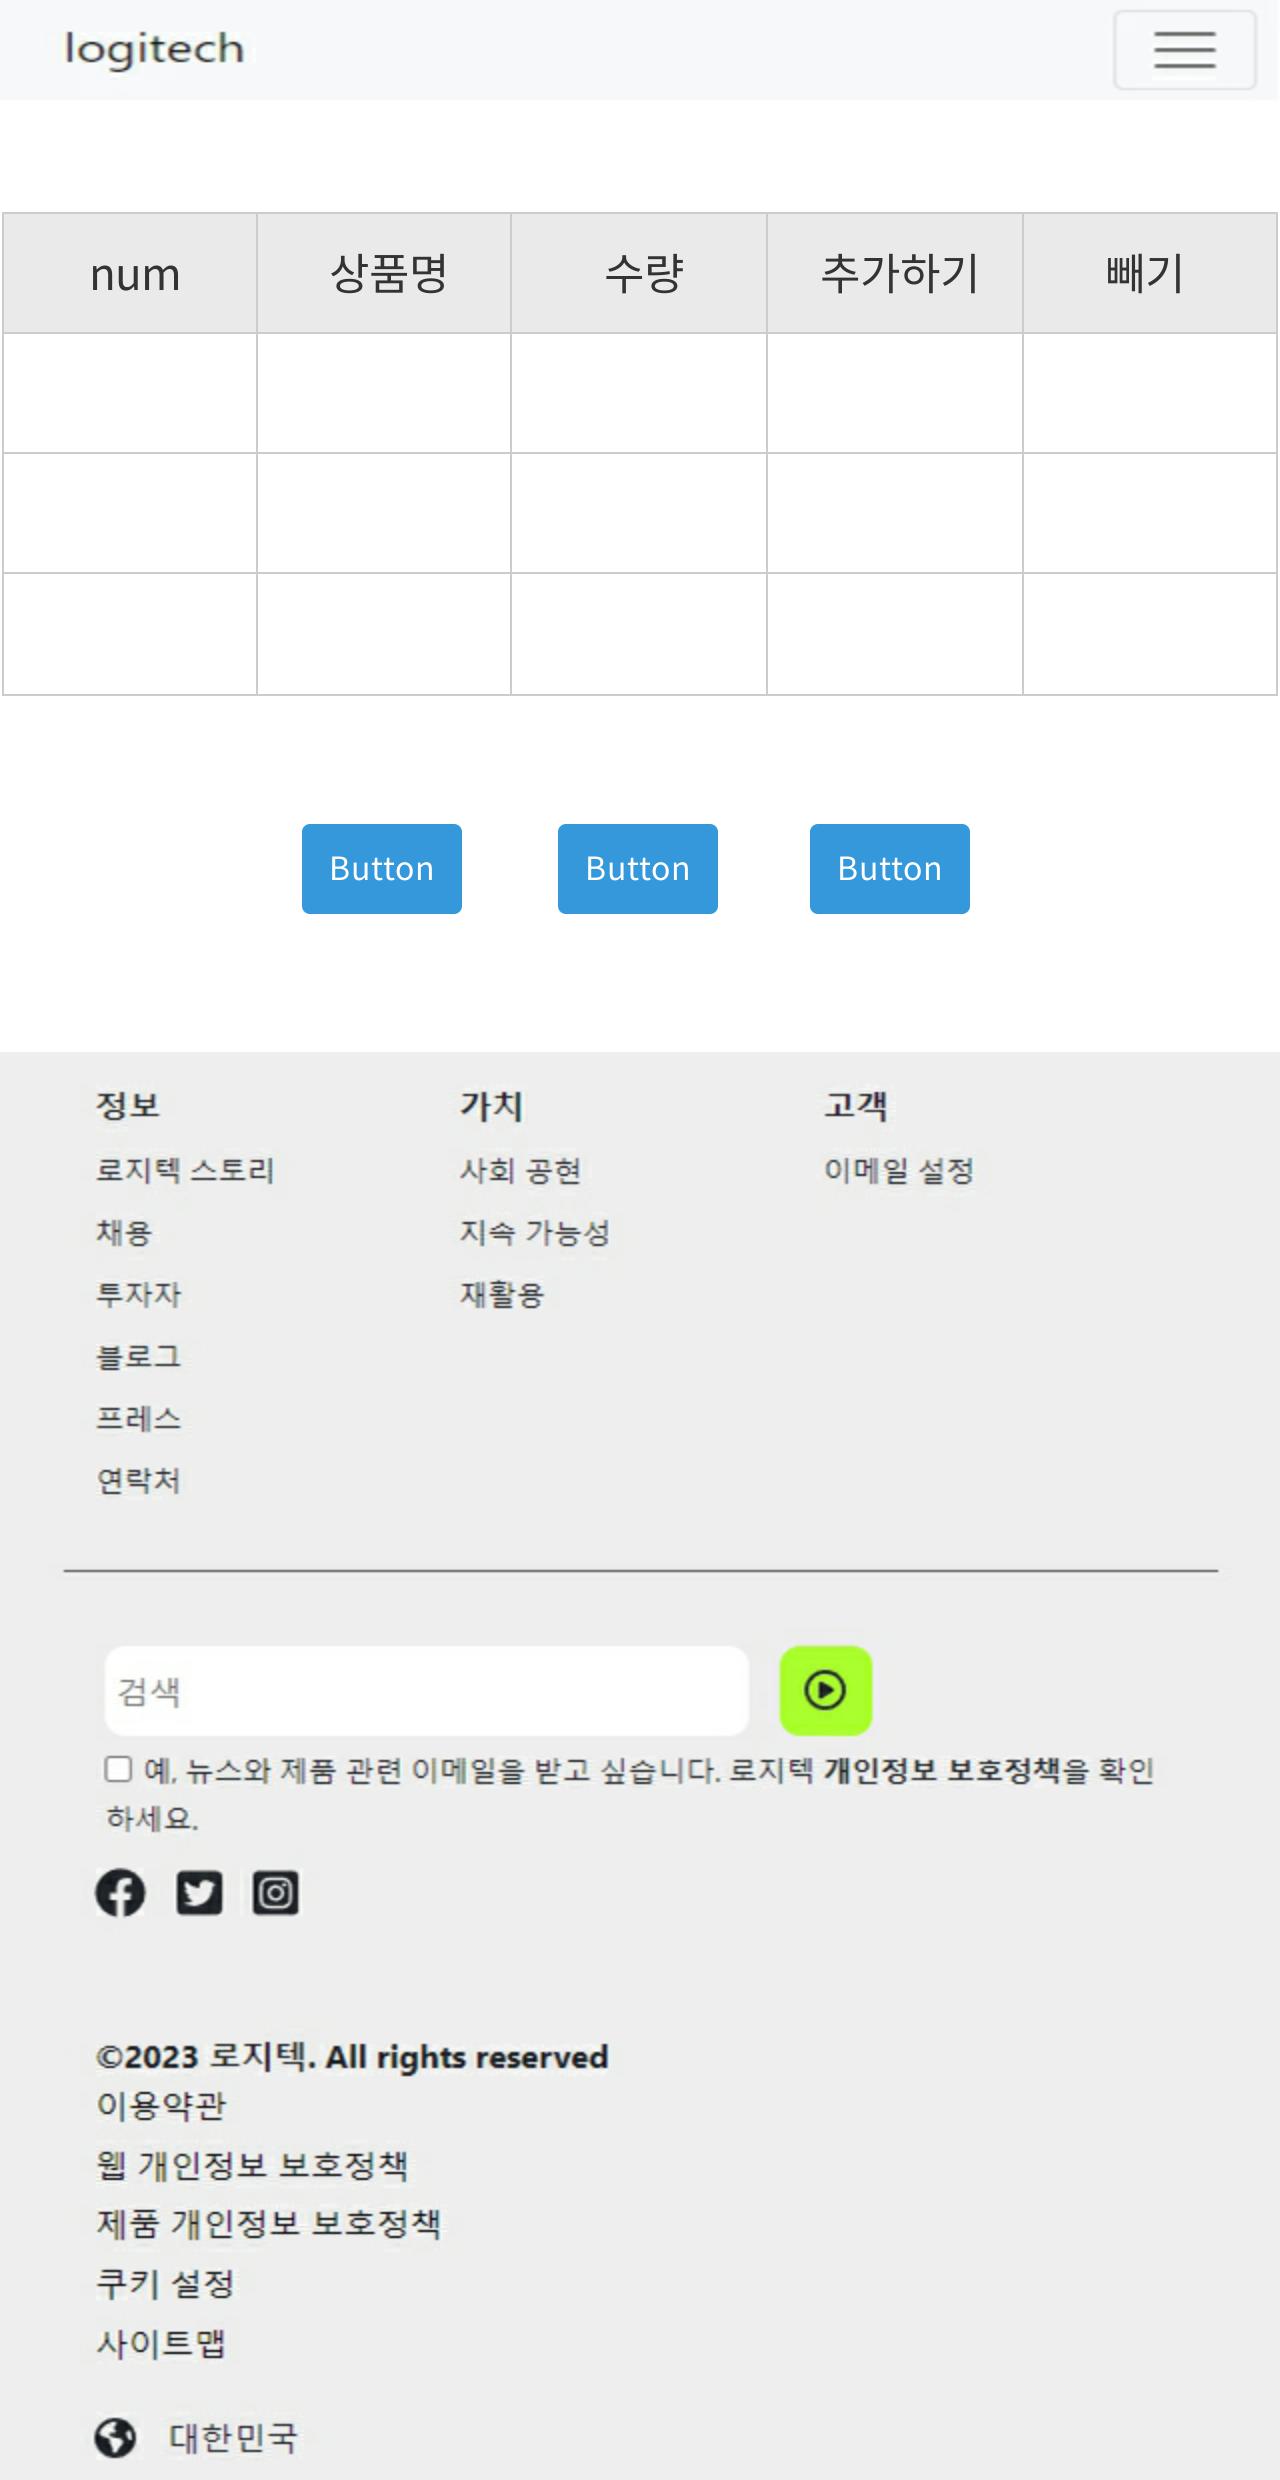 logitech
num 상품명 수량 추가하기 빼기
Button Button Button
정보 가치 고객
로지텍 스토리 사회 공현 이메일 설정
채용 지속 가능성
투자자 재활용
블로그
프레스
연락처
검색
예, 뉴스와 제품 관련 이메일을 받고 싶습니다. 로지텍 개인정보 보호정책을 확인
하세요.
©2023 로지텍. All rights reserved
이용약관
웹 개인정보 보호정책
제품 개인정보 보호정책
쿠키 설정
사이트맵
대한민국